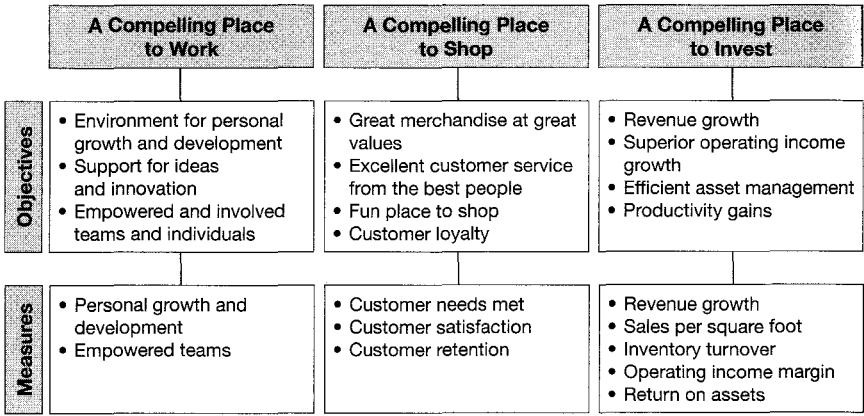 A Compelling Place
to Work
A Compelling Place
to Shop
A Compelling Place
to Invest
Objectives
• Environment for personal
growth and development
• Support for ideas
and innovation
• Empowered and involved
teams and individuals
• Great merchandise at great
values
• Excellent customer service
from the best people
• Fun place to shop
• Customer loyalty
• Revenue growth
• Superior operating income
growth
• Efficient asset management
• Productivity gains
Measures
• Personal growth and
development
• Empowered teams
• Customer needs met
• Customer satisfaction
• Customer retention
• Revenue growth
• Sales per square foot
• Inventory turnover
• Operating income margin
• Return on assets